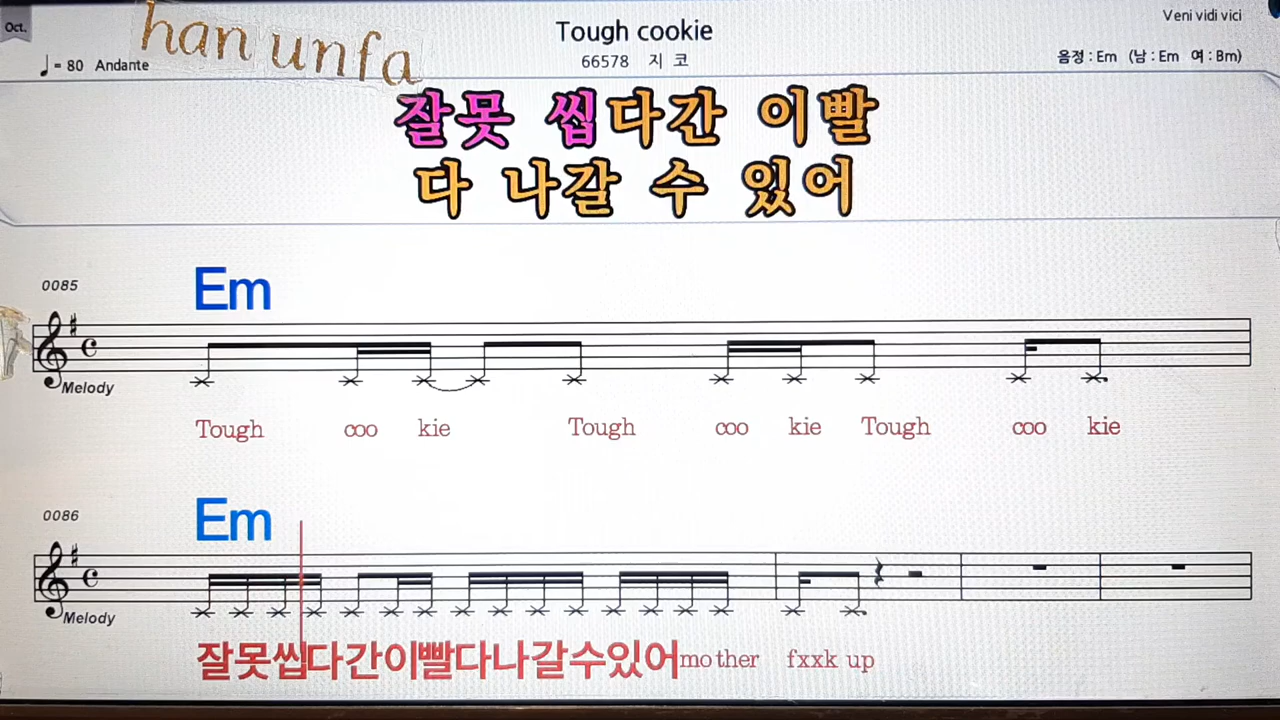 Oct.
han unfa
Tough cookie
Veni vidi vici
♩= 80 Andante
66578 지 코
음정 : Em (남 : Em 여 : Bm)
잘못 씹다간 이빨
다 나갈 수 있어
0085
Em
Melody
Tough coo kie Tough coo kie Tough coo kie
0086
Em
Melody
잘못씹다간이빨다나갈수있어mother fxxk up